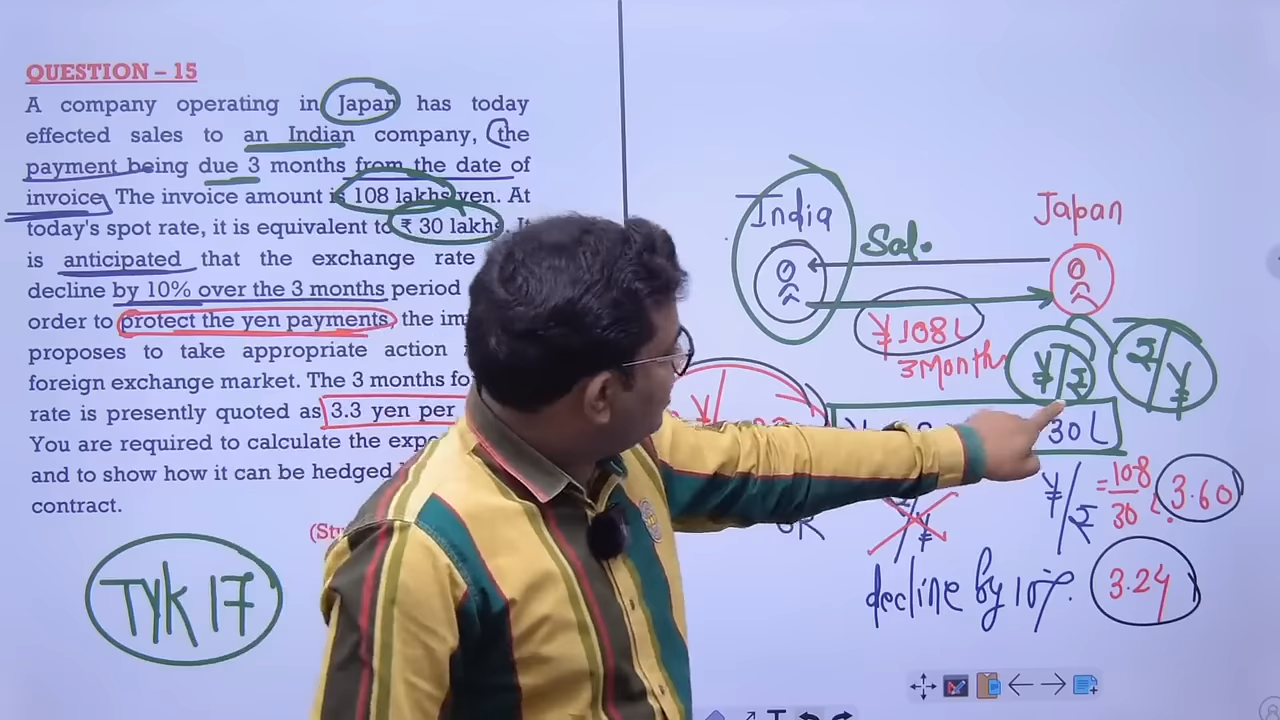 QUESTION – 15
A company operating in Japan has today
effected sales to an Indian company, the
payment being due 3 months from the date of
invoice. The invoice amount is 108 lakhs yen. At
today's spot rate, it is equivalent to ₹ 30 lakhs.
is anticipated that the exchange rate
decline by 10% over the 3 months period
order to protect the yen payments, the
proposes to take appropriate action
foreign exchange market. The 3 months
rate is presently quoted as 3.3 yen per
You are required to calculate the
and to show how it can be hedged
contract.
TYK 17
India
Japan
Sale
¥ 108 L
3 Months
¥/₹
₹/¥
30 L
¥/₹ = 108/30 3.60
decline by 10%. 3.24